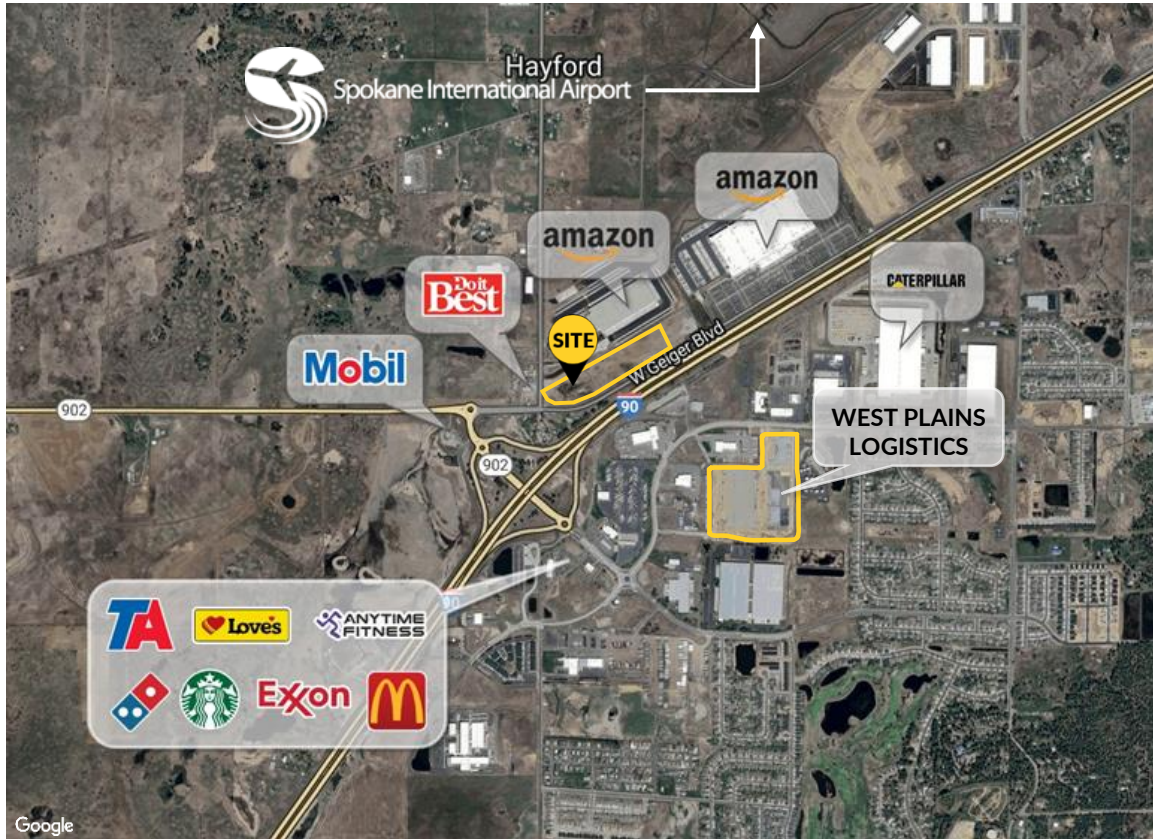 Hayford
Spokane International Airport
amazon
amazon
Do it
Best
CATERPILLAR
SITE
Mobil
W Geiger Blvd
902
90
WEST PLAINS
LOGISTICS
902
90
TA
Love's
ANYTIME
FITNESS
Exxon
Google